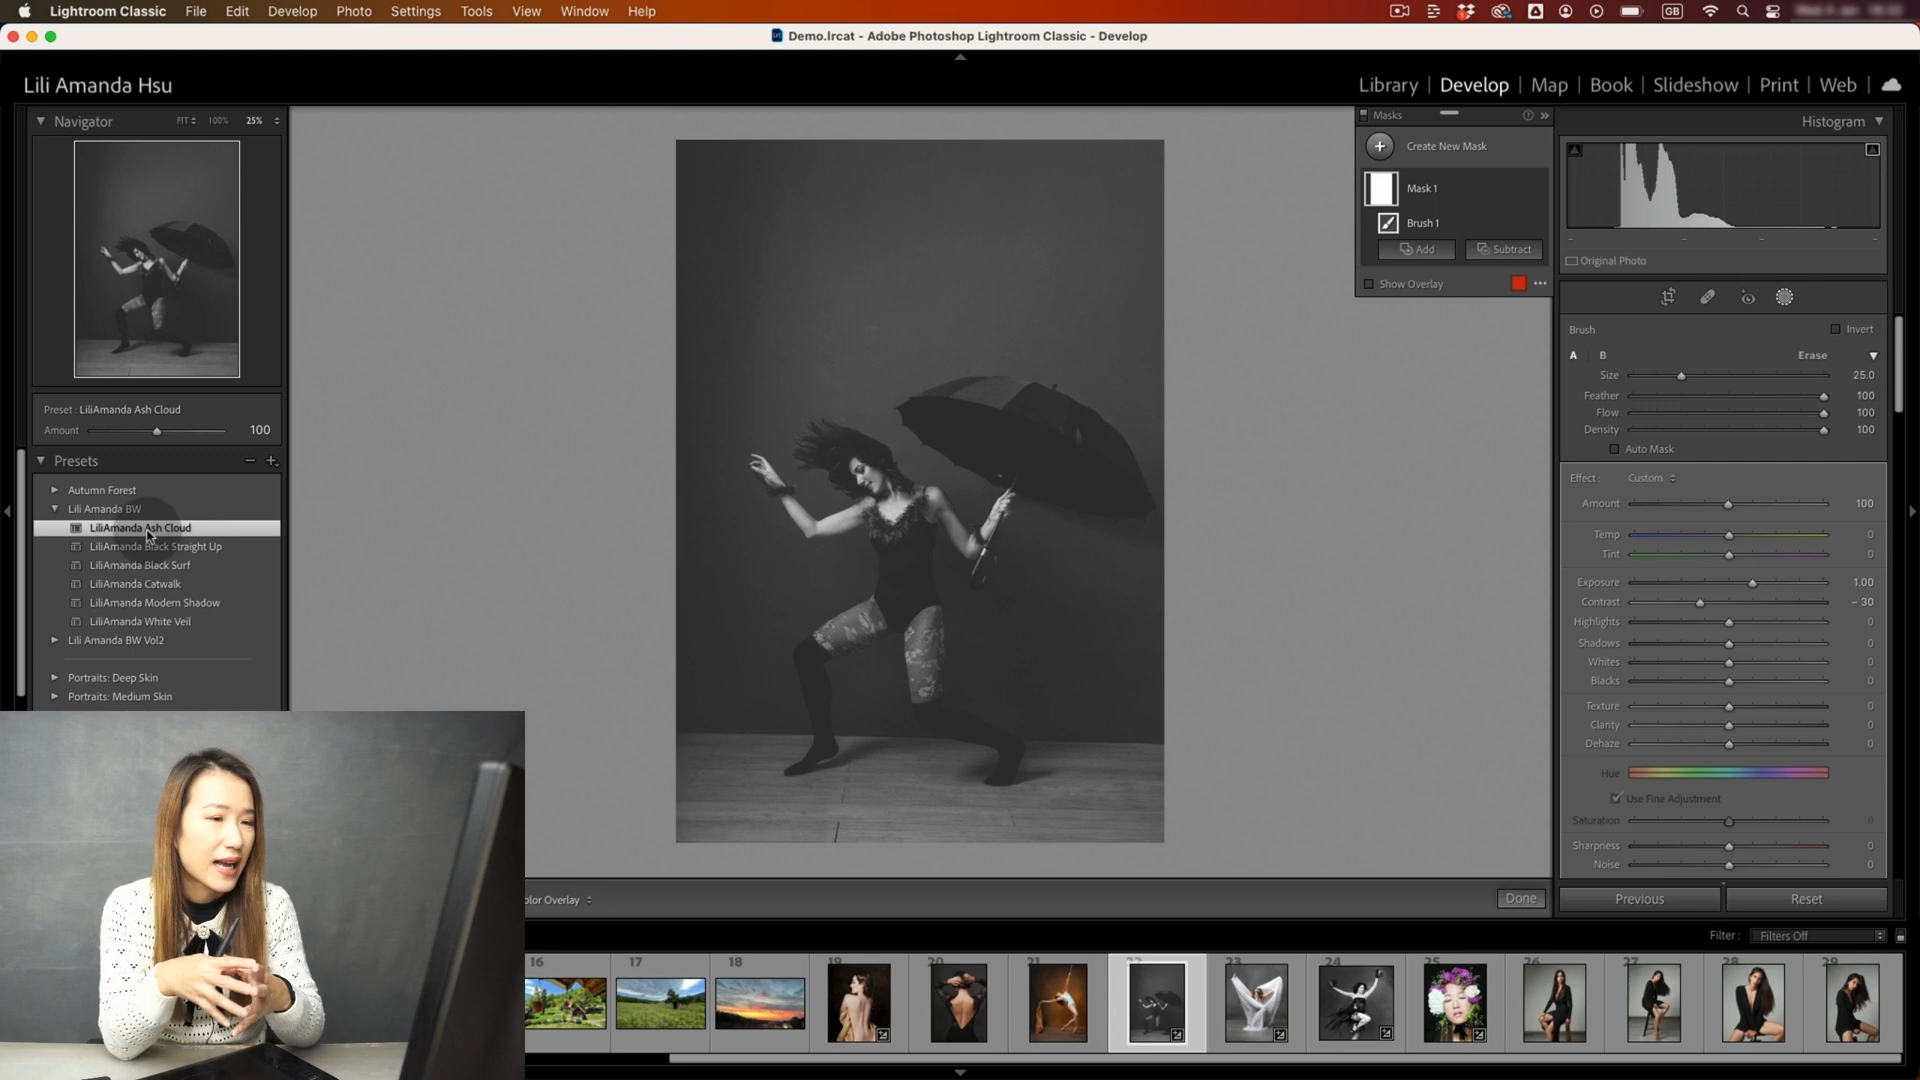 Lightroom Classic File Edit Develop Photo Settings Tools View Window Help GB
Demo.lrcat - Adobe Photoshop Lightroom Classic - Develop
Lili Amanda Hsu
Library | Develop | Map | Book | Slideshow | Print | Web |
Navigator FIT 100% 25%
Preset : LiliAmanda Ash Cloud
Amount 100
Presets
Autumn Forest
Lili Amanda BW
LiliAmanda Ash Cloud
LiliAmanda Black Straight Up
LiliAmanda Black Surf
LiliAmanda Catwalk
LiliAmanda Modern Shadow
LiliAmanda White Veil
Lili Amanda BW Vol2
Portraits: Deep Skin
Portraits: Medium Skin
Masks
Create New Mask
Mask 1
Brush 1
Add Subtract
Show Overlay
Histogram
Original Photo
Brush Invert
A B Erase
Size 25.0
Feather 100
Flow 100
Density 100
Auto Mask
Effect : Custom
Amount 100
Temp 0
Tint 0
Exposure 1.00
Contrast – 30
Highlights 0
Shadows 0
Whites 0
Blacks 0
Texture 0
Clarity 0
Dehaze 0
Hue
Use Fine Adjustment
Saturation 0
Sharpness 0
Noise 0
olor Overlay Done
Previous Reset
Filter : Filters Off
16 17 18 19 20 21 22 23 24 25 26 27 28 29